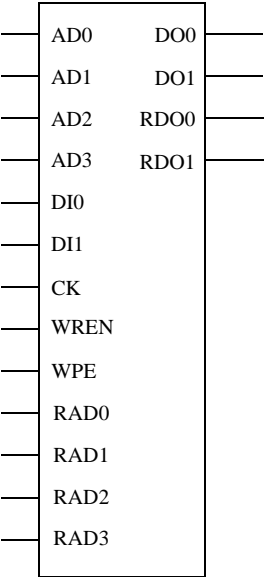 AD0 DO0
AD1 DO1
AD2 RDO0
AD3 RDO1
DI0
DI1
CK
WREN
WPE
RAD0
RAD1
RAD2
RAD3